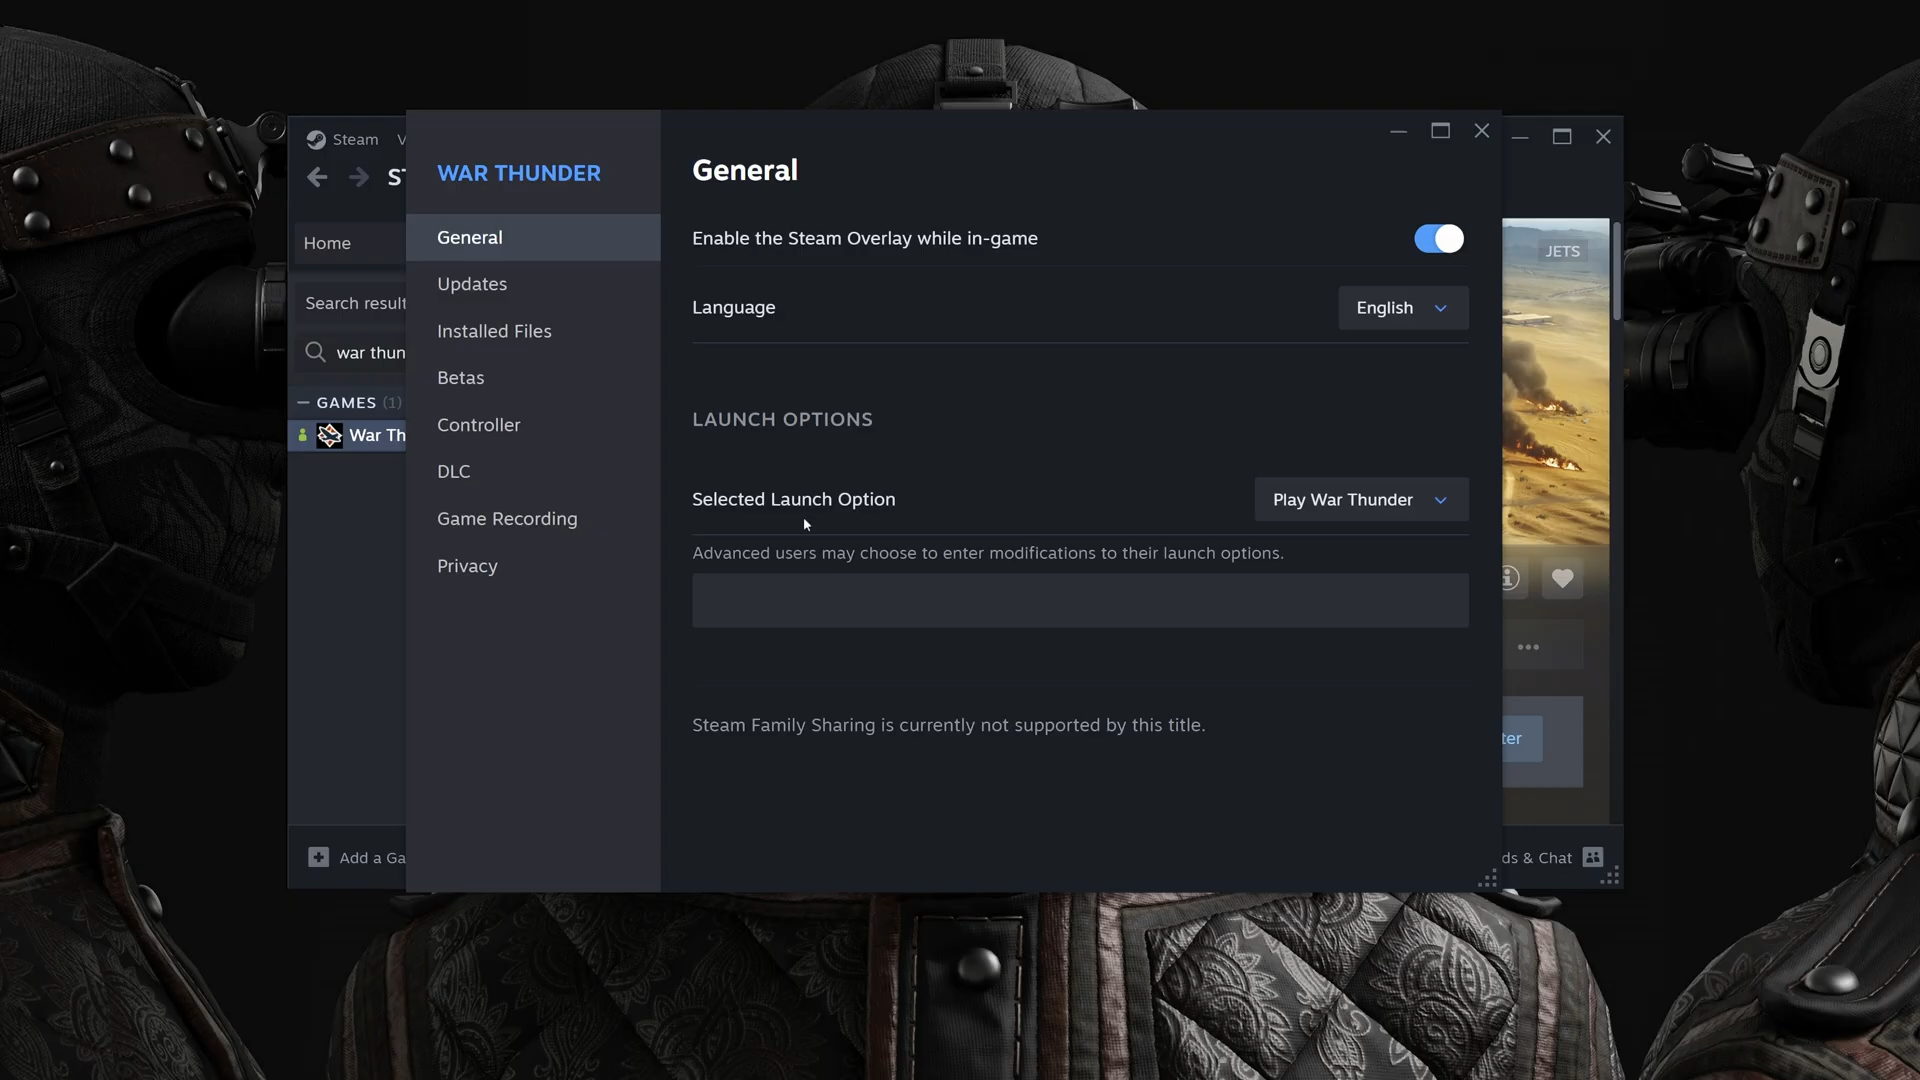 Steam V
ST
Home
Search result
war thun
GAMES (1)
War Th
Add a Ga
WAR THUNDER
General
Updates
Installed Files
Betas
Controller
DLC
Game Recording
Privacy
General
Enable the Steam Overlay while in-game
Language
English
LAUNCH OPTIONS
Selected Launch Option
Play War Thunder
Advanced users may choose to enter modifications to their launch options.
Steam Family Sharing is currently not supported by this title.
JETS
ter
ds & Chat